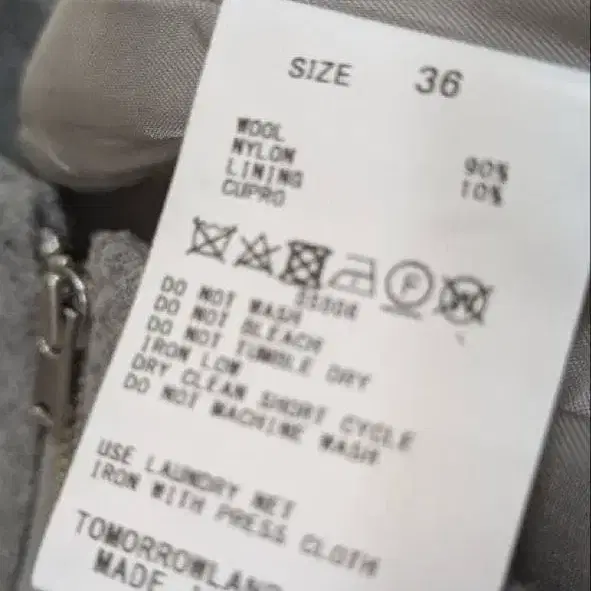 SIZE 36
WOOL 90%
NYLON 10%
LINING
CUPRO
F
W
DO NOT WASH
DO NOT BLEACH
DO NOT TUMBLE DRY
IRON LOW
DRY CLEAN SHORT CYCLE
DO NOT MACHINE WASH
USE LAUNDRY NET
IRON WITH PRESS CLOTH
TOMORROWLAND
MADE